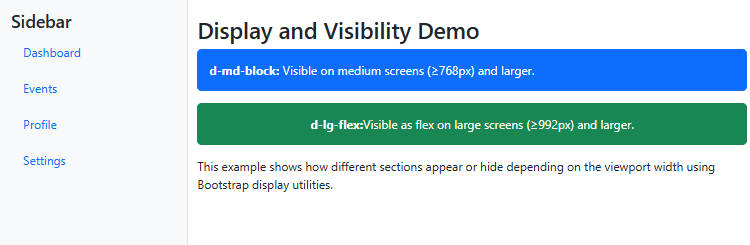 Sidebar
Dashboard
Events
Profile
Settings
Display and Visibility Demo
d-md-block: Visible on medium screens (≥768px) and larger.
d-lg-flex:Visible as flex on large screens (≥992px) and larger.
This example shows how different sections appear or hide depending on the viewport width using
Bootstrap display utilities.